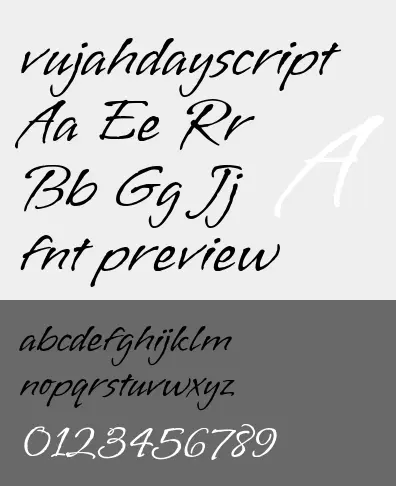 vujahdayscript
Aa Ee Rr
A
Bb Gg Jj
fnt preview
abcdefghijklm
nopqrstuvwxyz
0123456789